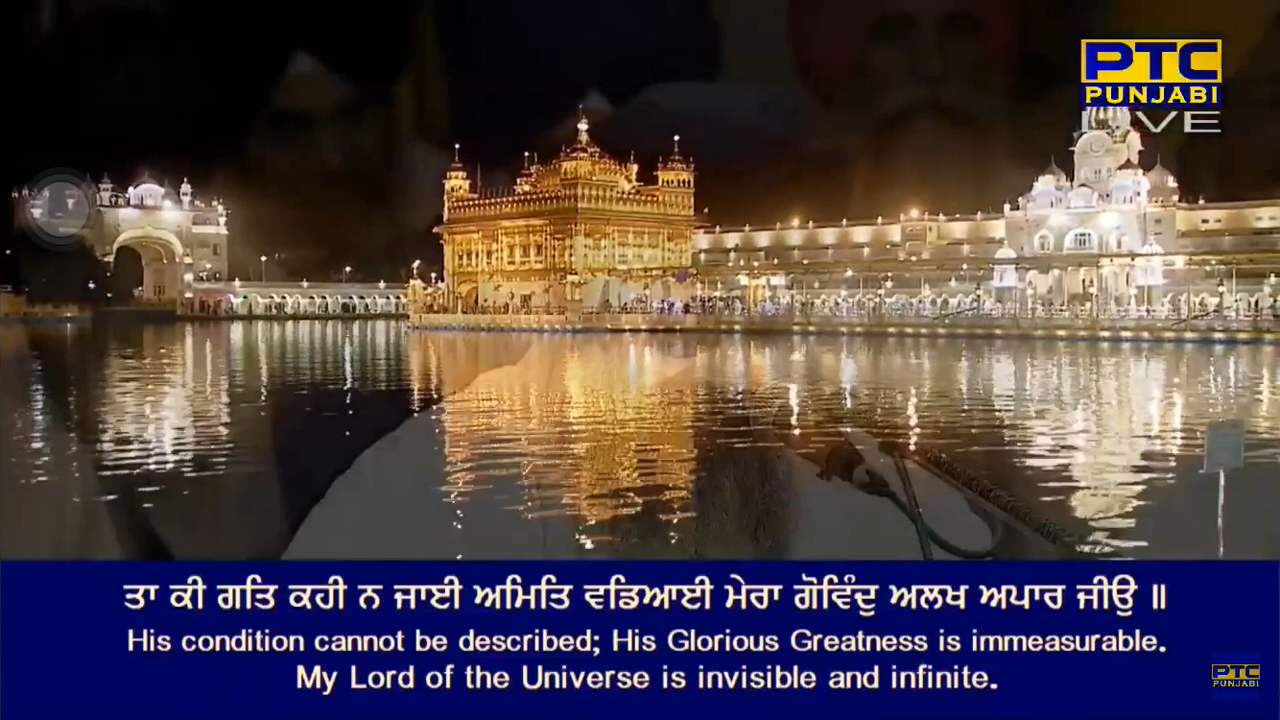 PTC
PUNJABI
LIVE
ਤਾ ਕੀ ਗਤਿ ਕਹੀ ਨ ਜਾਈ ਅਮਿਤਿ ਵਡਿਆਈ ਮੇਰਾ ਗੋਵਿੰਦੁ ਅਲਖ ਅਪਾਰ ਜੀਉ ॥
His condition cannot be described; His Glorious Greatness is immeasurable.
My Lord of the Universe is invisible and infinite.
PTC
PUNJABI